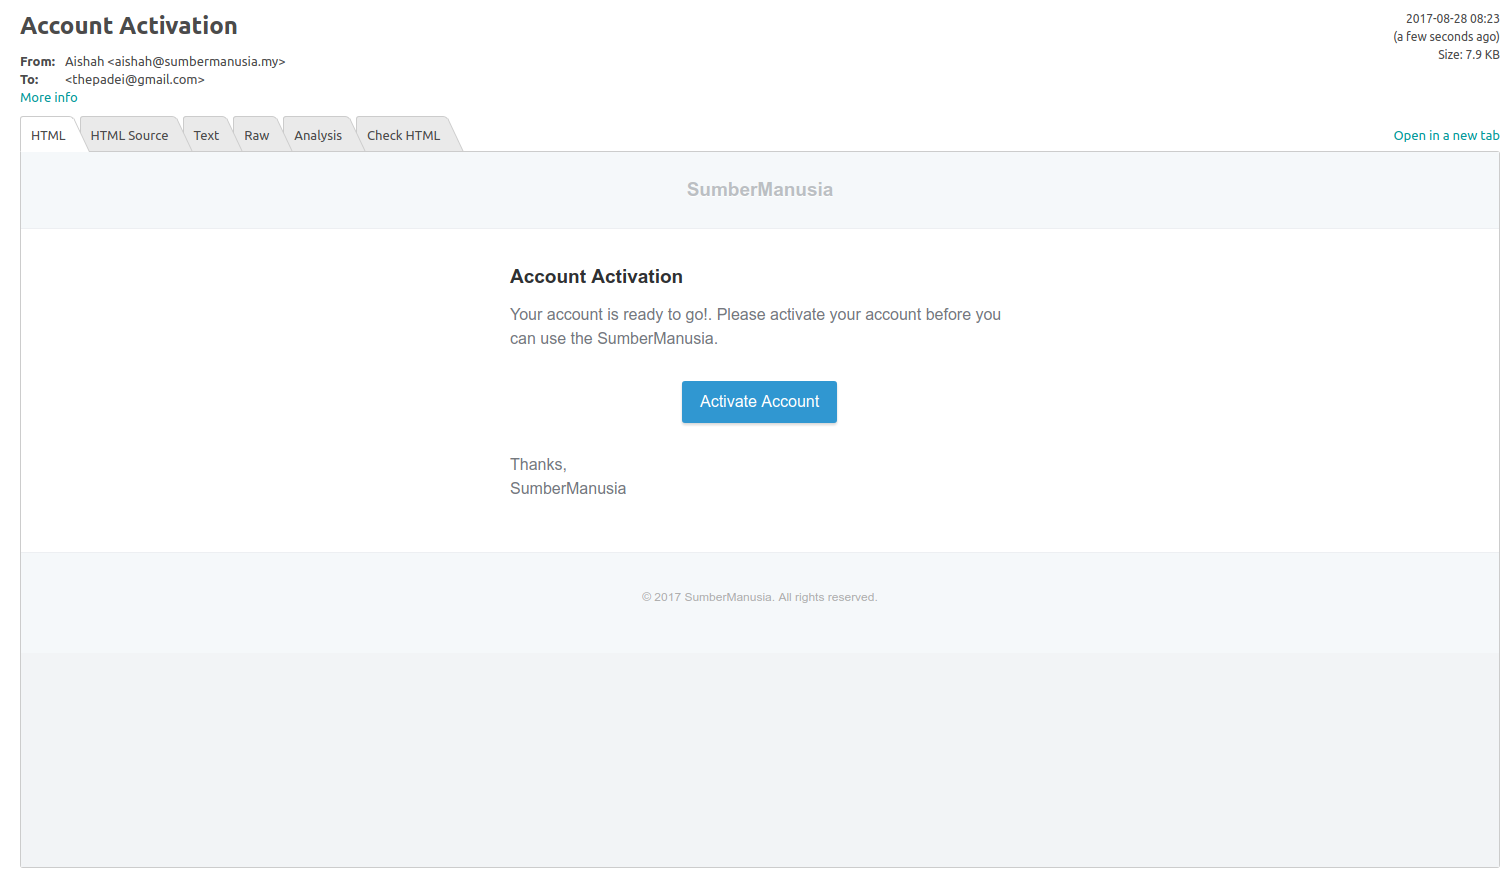 Account Activation
2017-08-28 08:23
(a few seconds ago)
Size: 7.9 KB
From: Aishah <aishah@sumbermanusia.my>
To: <thepadei@gmail.com>
More info
HTML HTML Source Text Raw Analysis Check HTML Open in a new tab
SumberManusia
Account Activation
Your account is ready to go!. Please activate your account before you
can use the SumberManusia.
Activate Account
Thanks,
SumberManusia
© 2017 SumberManusia. All rights reserved.